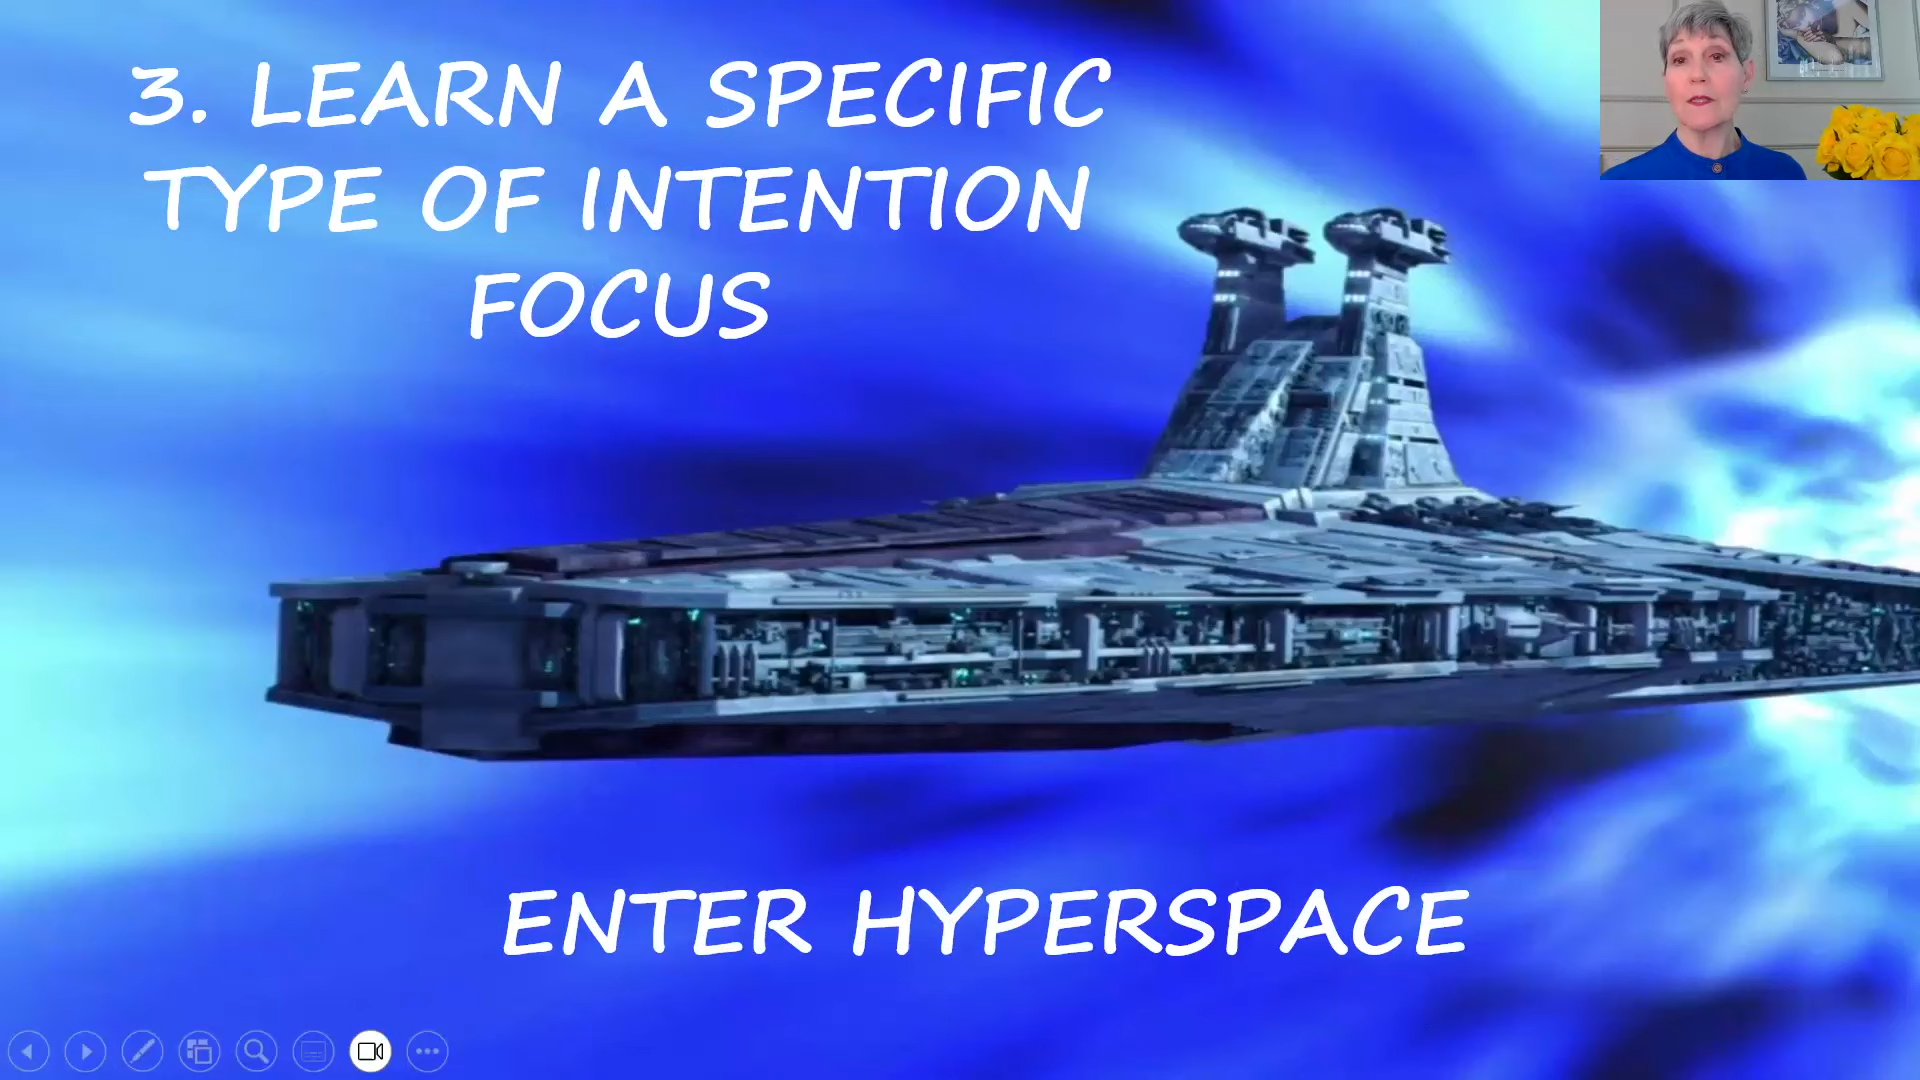 3. LEARN A SPECIFIC
TYPE OF INTENTION
FOCUS
ENTER HYPERSPACE